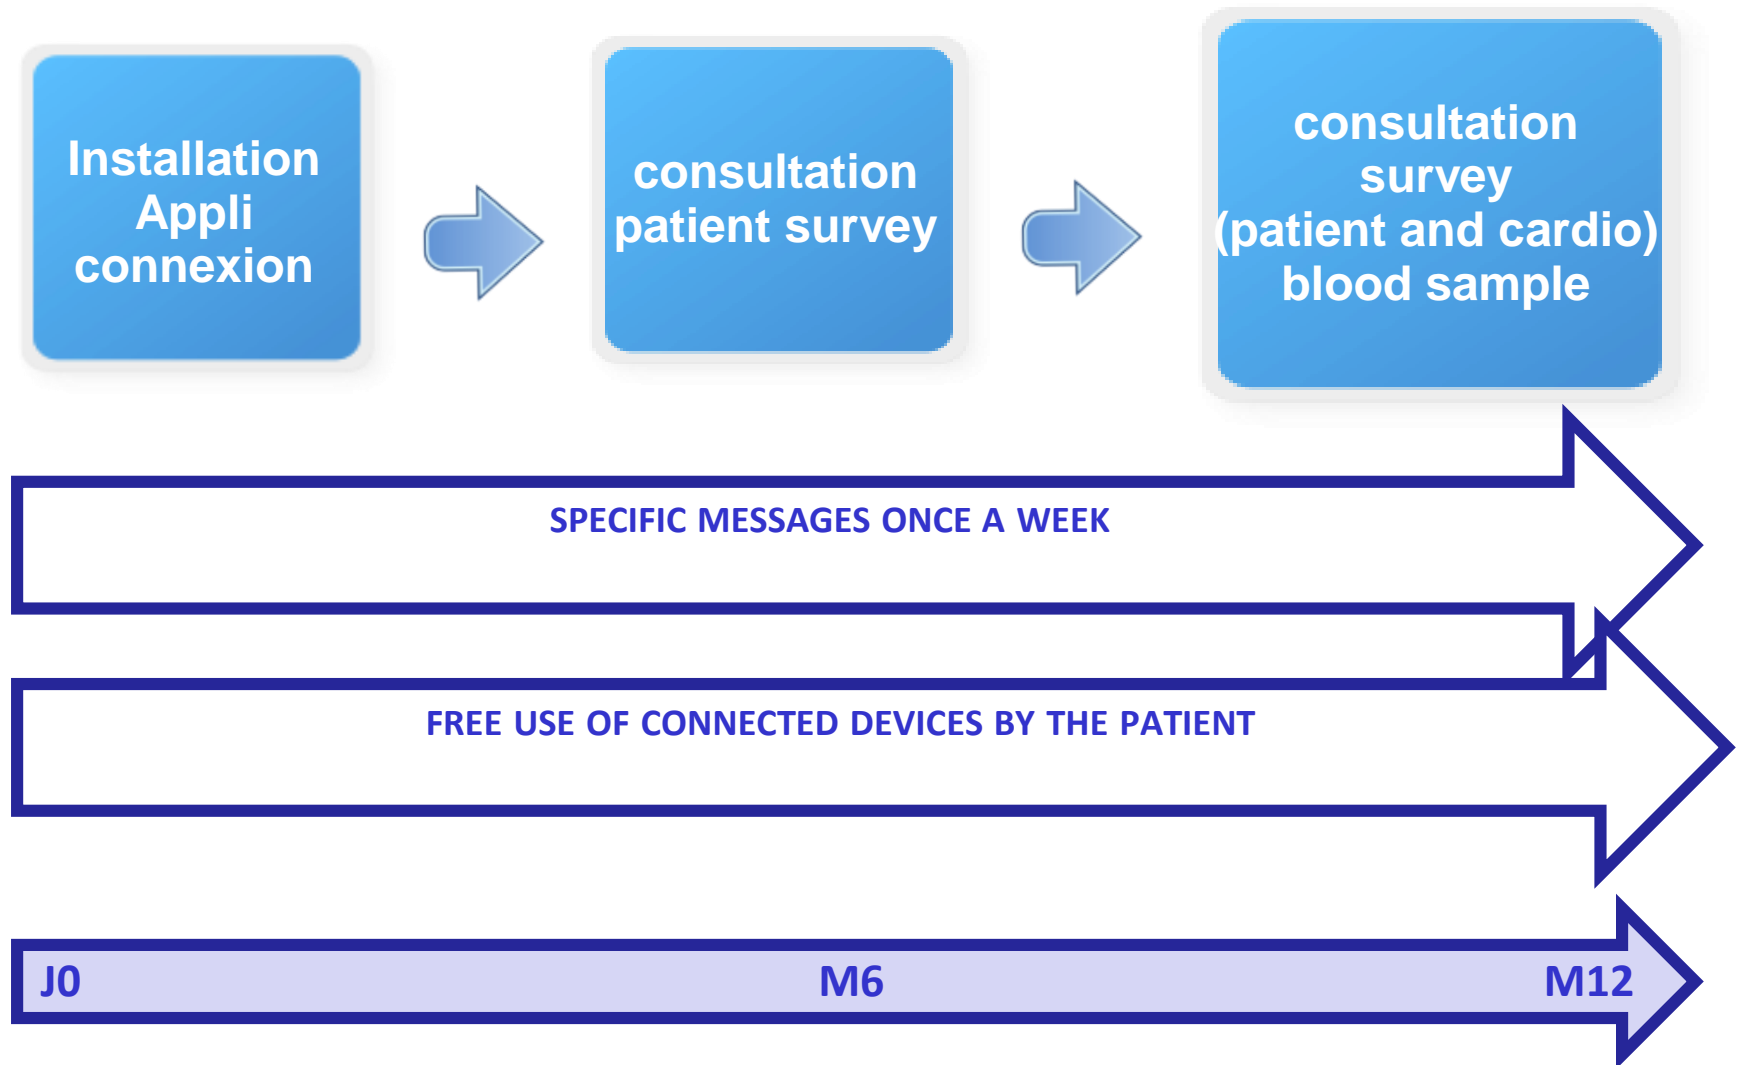 Installation
Appli
connexion
consultation
patient survey
consultation
survey
(patient and cardio)
blood sample
SPECIFIC MESSAGES ONCE A WEEK
FREE USE OF CONNECTED DEVICES BY THE PATIENT
J0 M6 M12